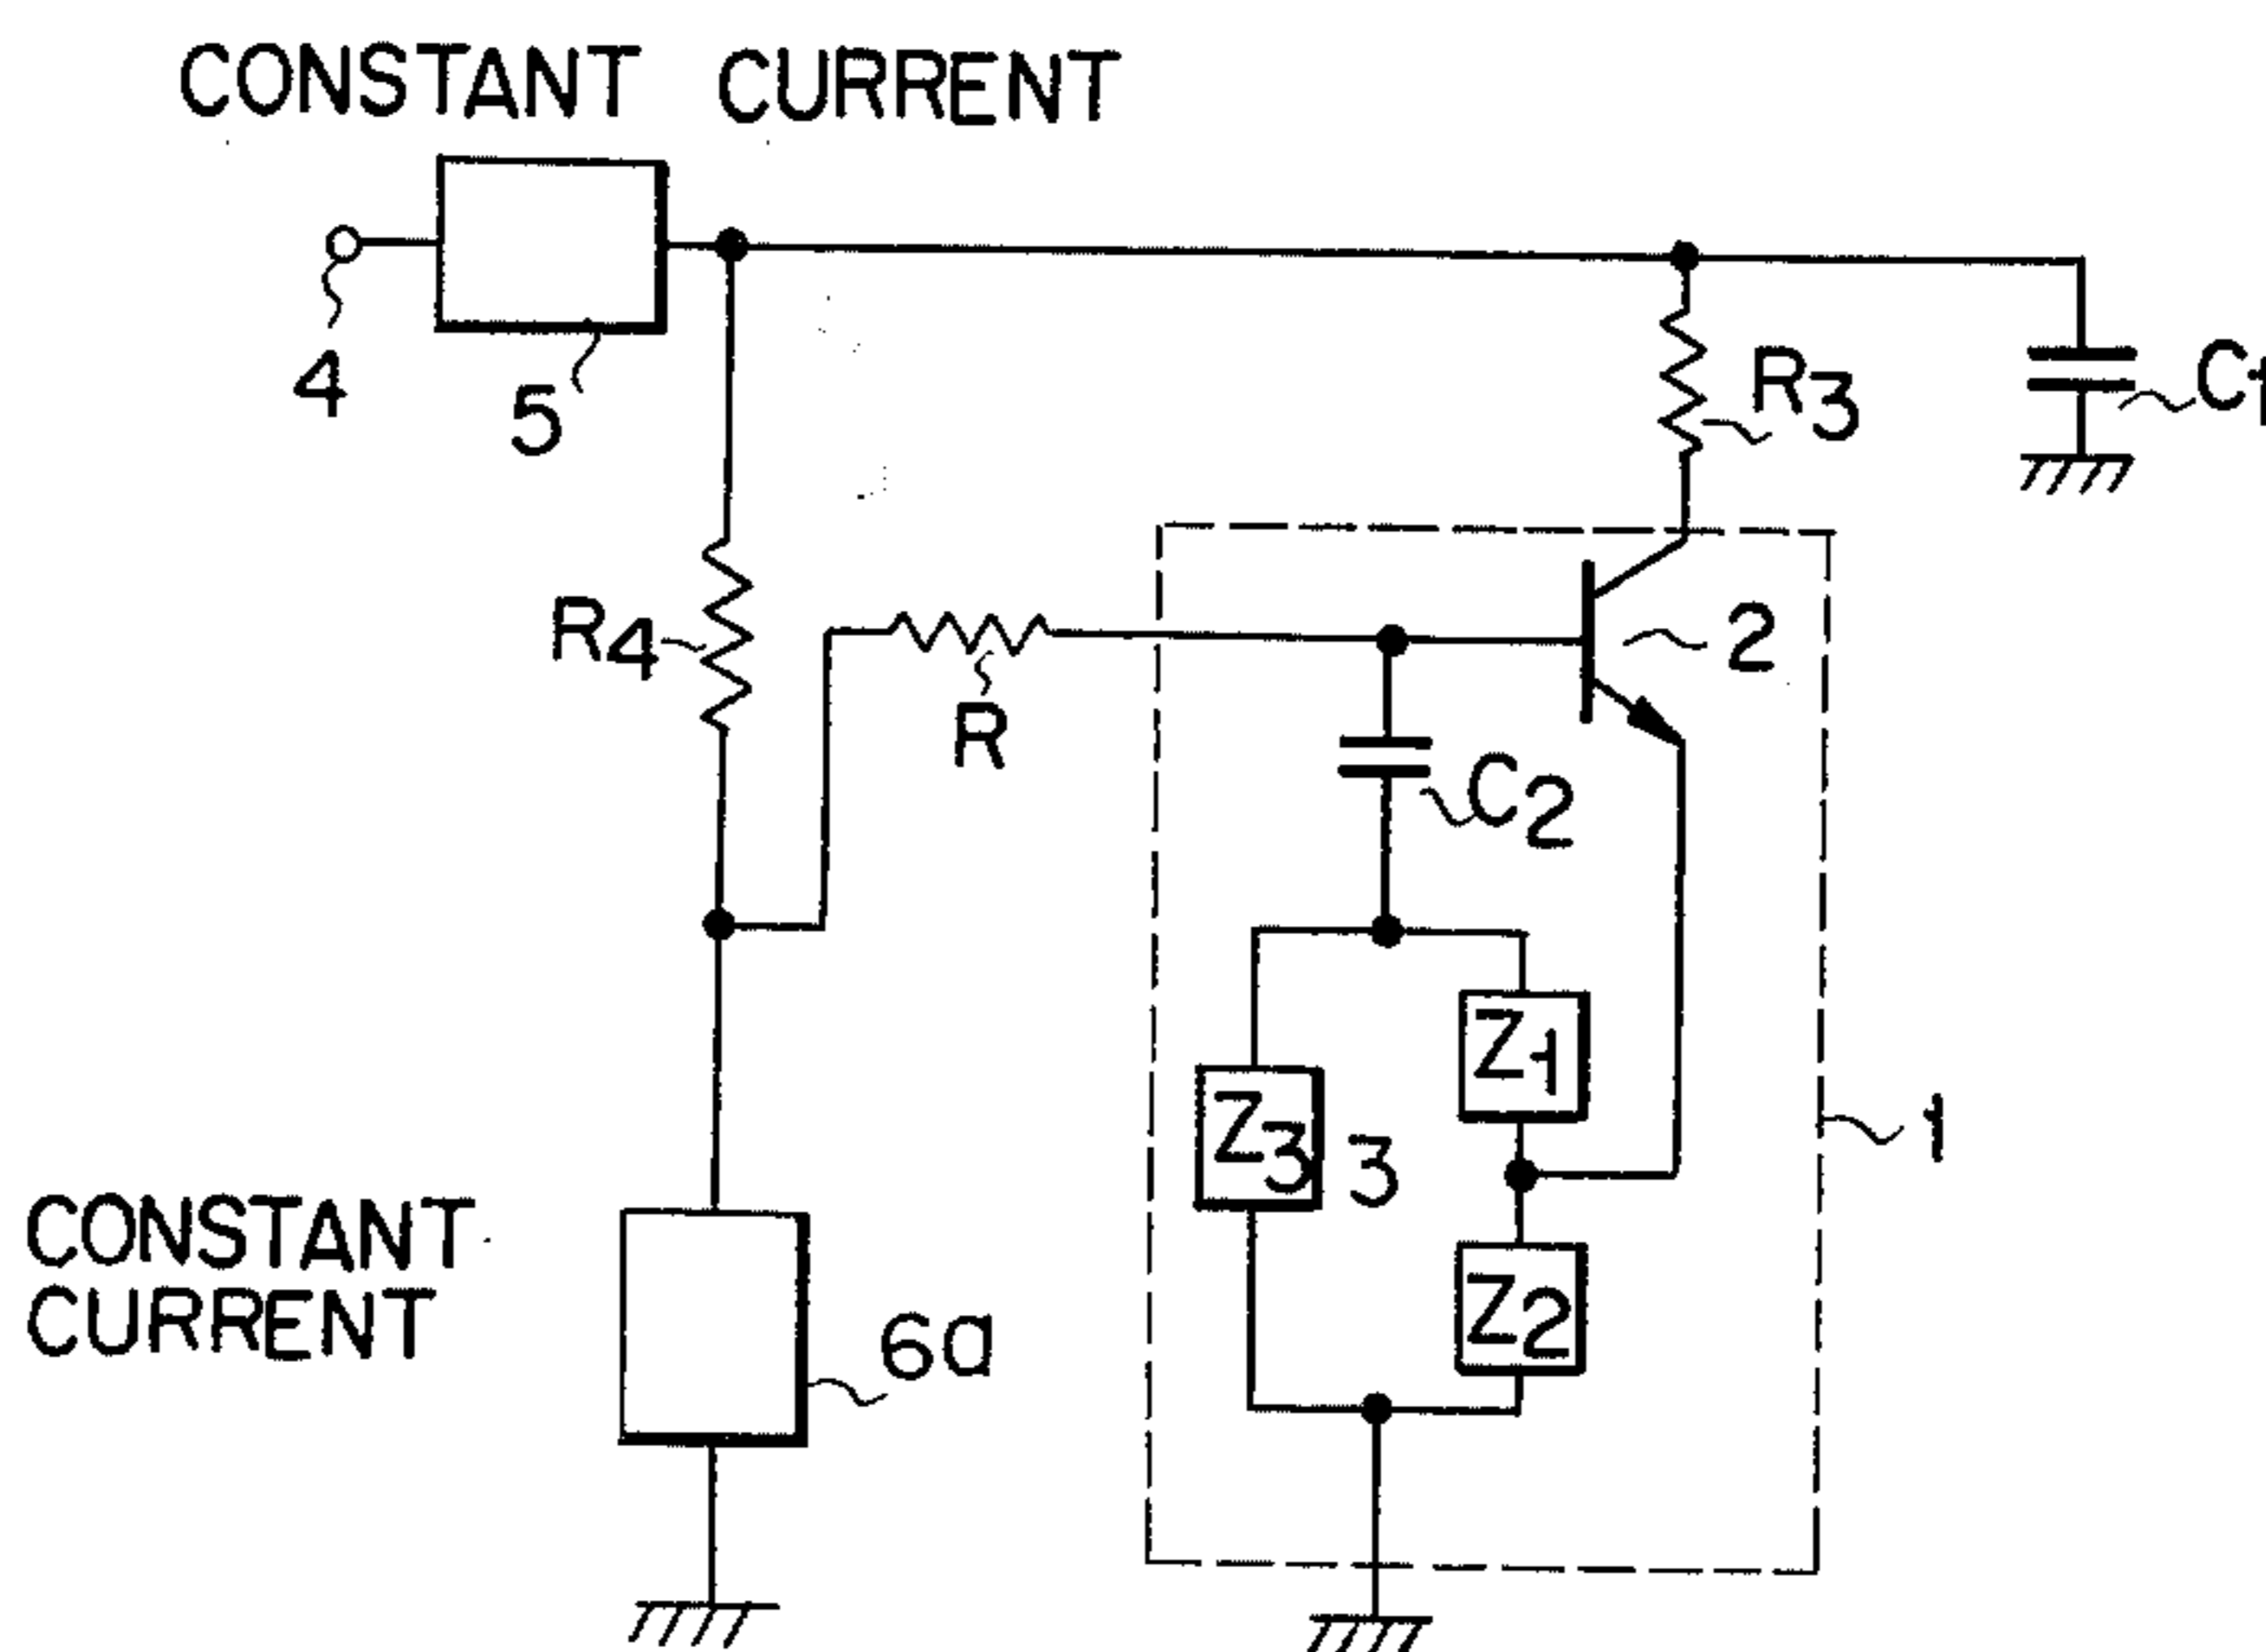 CONSTANT CURRENT
4
5
R3
R4
R
2
C2
Z1
Z3
3
1
Z2
CONSTANT
CURRENT
6a